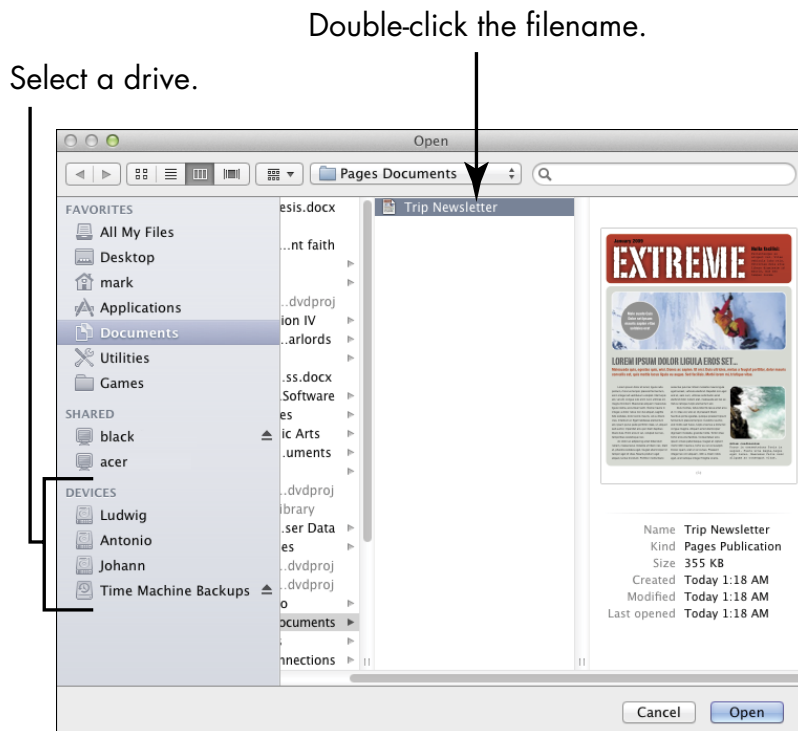 Double-click the filename.
Select a drive.
Open
Pages Documents
FAVORITES
All My Files
Desktop
mark
Applications
Documents
Utilities
Games
SHARED
black
acer
DEVICES
Ludwig
Antonio
Johann
Time Machine Backups
esis.docx
...nt faith
..dvdproj
ion IV
..arlords
.ss.docx
.Software
es
ic Arts
.uments
..dvdproj
ibrary
.ser Data
es
..dvdproj
..dvdproj
o
ocuments
s
nnections
Trip Newsletter
January 2009
EXTREME
LOREM IPSUM DOLOR LIGULA EROS SET...
Name Trip Newsletter
Kind Pages Publication
Size 355 KB
Created Today 1:18 AM
Modified Today 1:18 AM
Last opened Today 1:18 AM
Cancel
Open